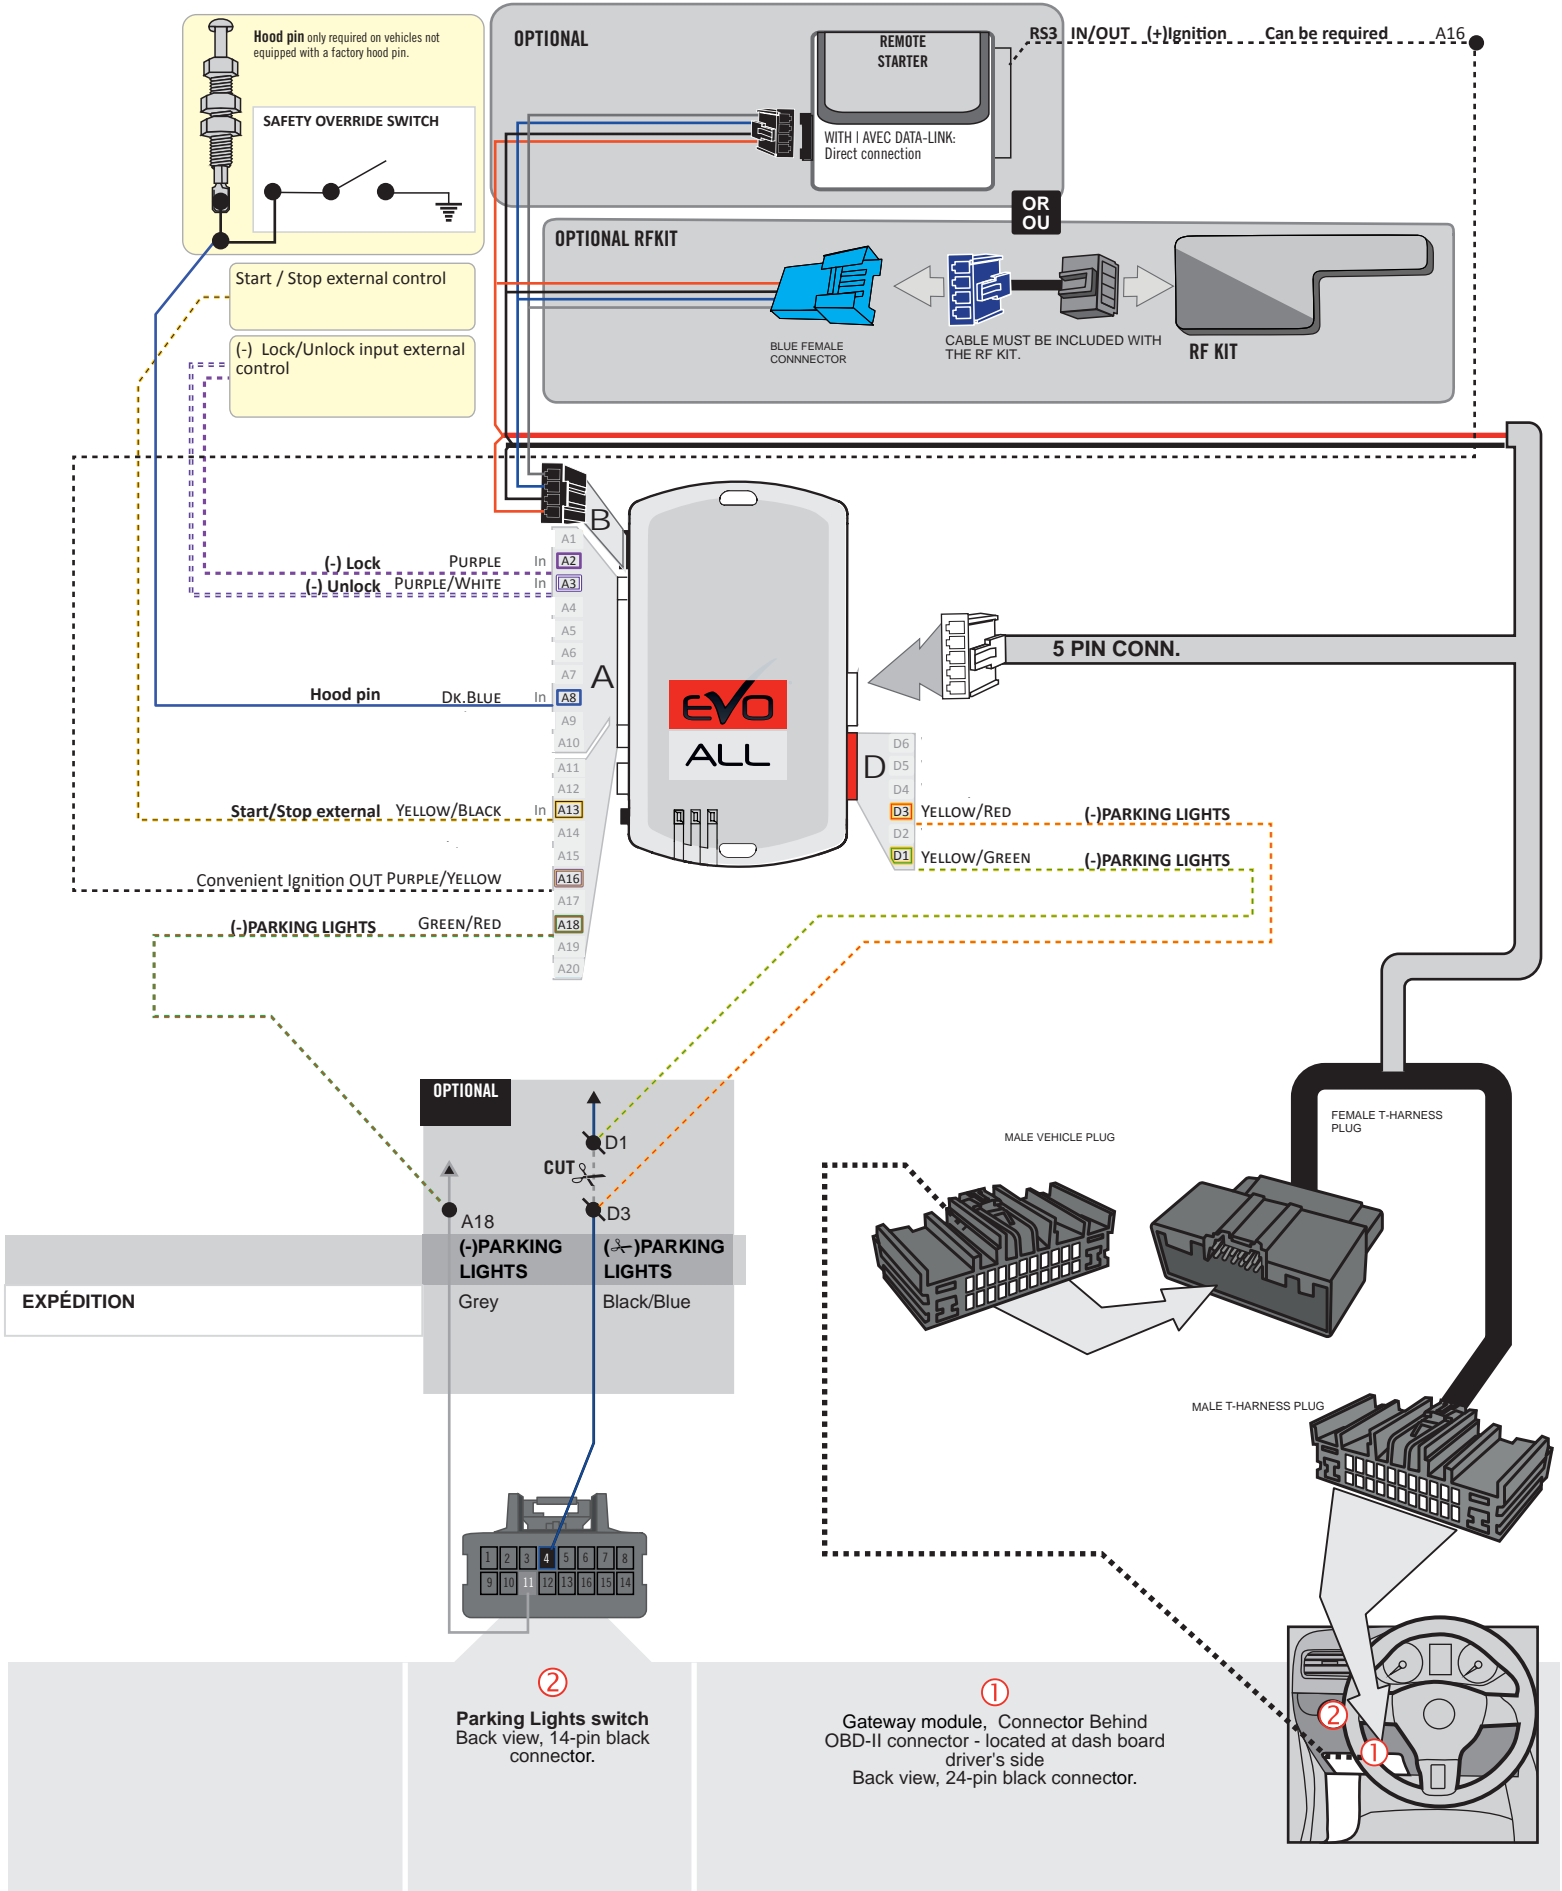 Hood pin only required on vehicles not
equipped with a factory hood pin.
SAFETY OVERRIDE SWITCH
OPTIONAL
REMOTE
STARTER
WITH | AVEC DATA-LINK:
Direct connection
RS3 IN/OUT (+)Ignition Can be required A16
OR
OU
OPTIONAL RFKIT
BLUE FEMALE
CONNNECTOR
CABLE MUST BE INCLUDED WITH
THE RF KIT.
RF KIT
Start / Stop external control
(-) Lock/Unlock input external
control
B
A1
(-) Lock PURPLE In A2
(-) Unlock PURPLE/WHITE In A3
A4
A5
A6
A7
A
Hood pin DK.BLUE In A8
A9
A10
A11
A12
Start/Stop external YELLOW/BLACK In A13
A14
A15
Convenient Ignition OUT PURPLE/YELLOW A16
A17
(-)PARKING LIGHTS GREEN/RED A18
A19
A20
EVO
ALL
5 PIN CONN.
D
D6
D5
D4
D3 YELLOW/RED (-)PARKING LIGHTS
D2
D1 YELLOW/GREEN (-)PARKING LIGHTS
OPTIONAL
D1
CUT
D3
A18
(-)PARKING
LIGHTS
(✂)PARKING
LIGHTS
EXPÉDITION
Grey
Black/Blue
MALE VEHICLE PLUG
FEMALE T-HARNESS
PLUG
MALE T-HARNESS PLUG
1 2 3 4 5 6 7 8
9 10 11 12 13 16 15 14
②
Parking Lights switch
Back view, 14-pin black
connector.
①
Gateway module, Connector Behind
OBD-II connector - located at dash board
driver's side
Back view, 24-pin black connector.
②
①